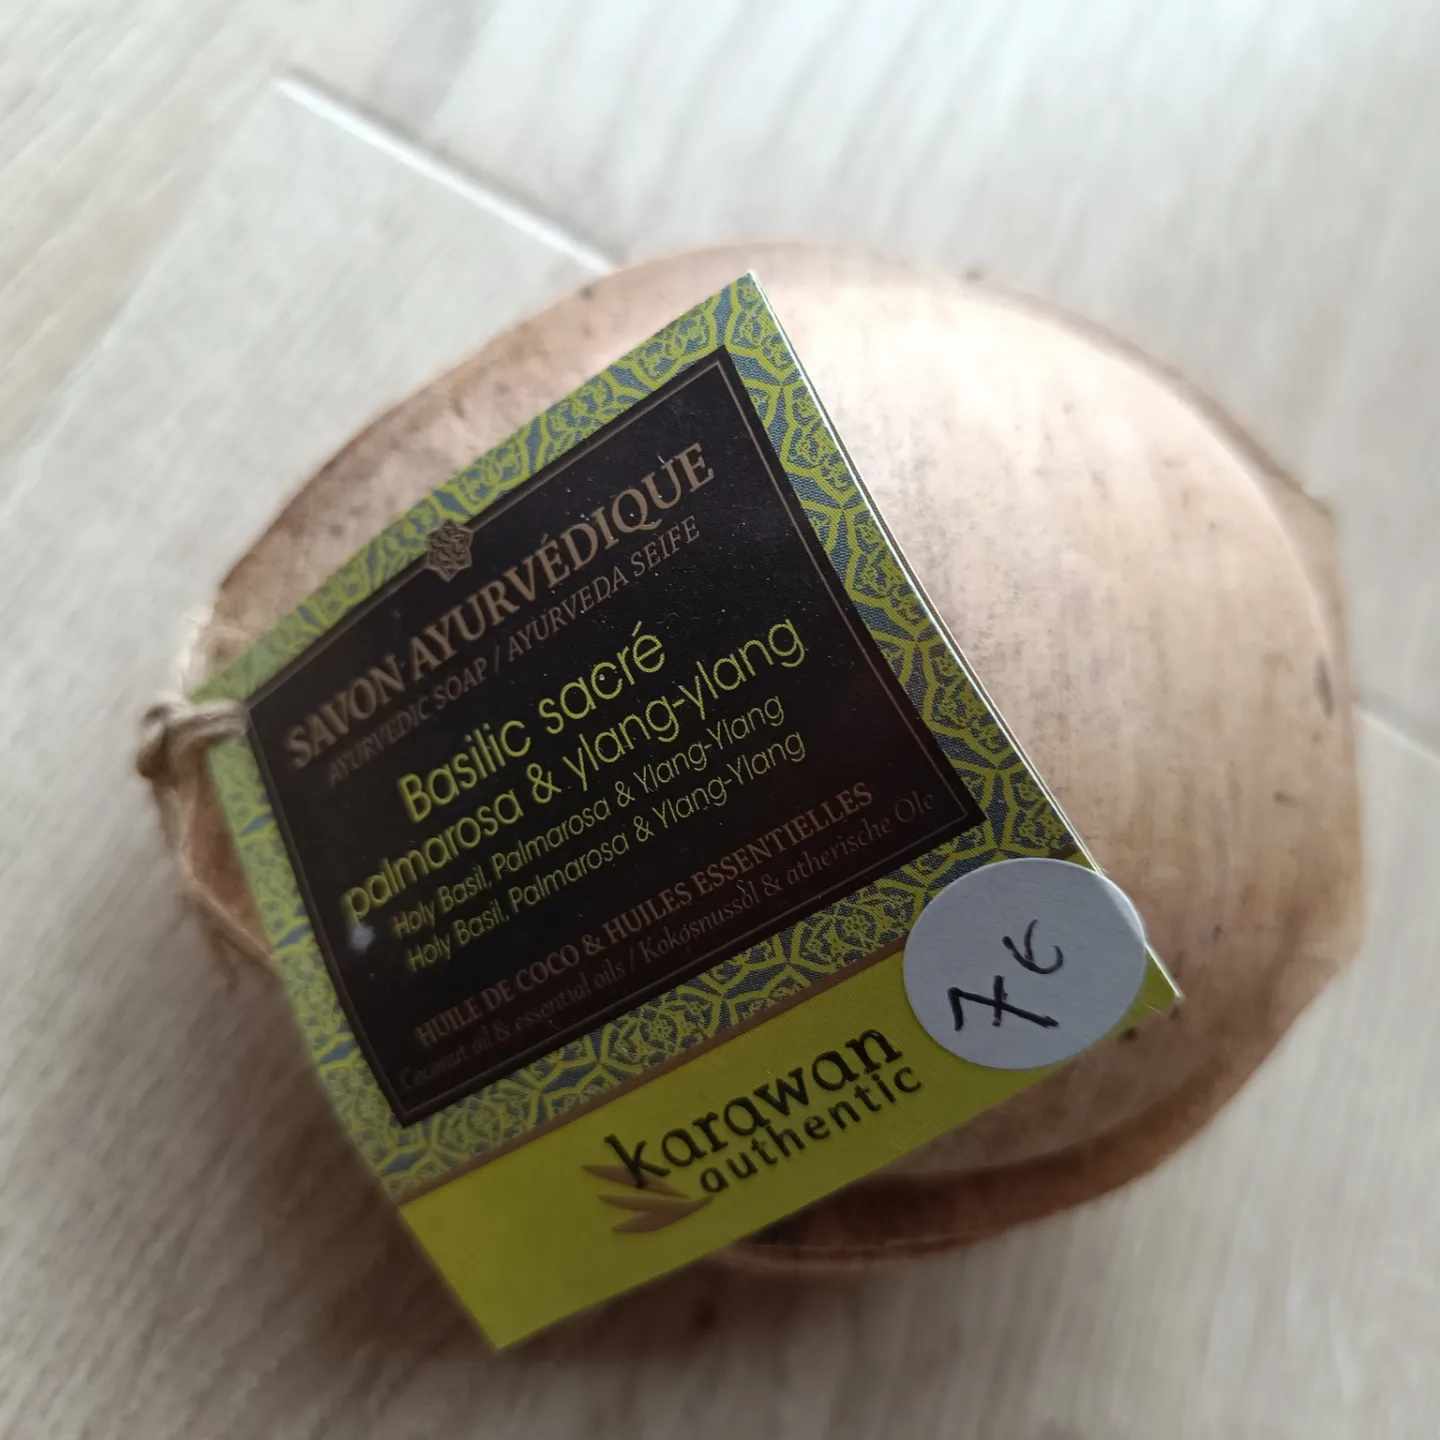 SAVON AYURVÉDIQUE
AYURVEDIC SOAP / AYURVEDA SEIFE
Basilic sacré
palmarosa & ylang-ylang
Holy Basil, Palmarosa & Ylang-Ylang
Holy Basil, Palmarosa & Ylang-Ylang
HUILE DE COCO & HUILES ESSENTIELLES
Coconut oil & essential oils / Kokosnussöl & ätherische Öle
7€
karawan
authentic